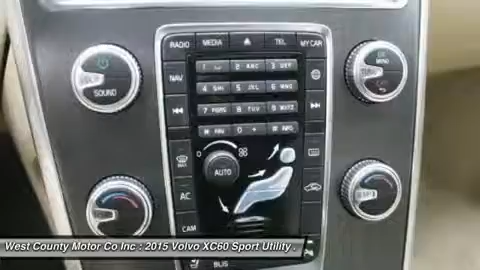 RADIO MEDIA TEL MY CAR
NAV
SOUND
1 2 ABC 3 DEF
4 GHI 5 JKL 6 MNO
7 PQRS 8 TUV 9 WXYZ
0 +
MENU
AUTO
AC
CAM
West County Motor Co Inc : 2015 Volvo XC60 Sport Utility .